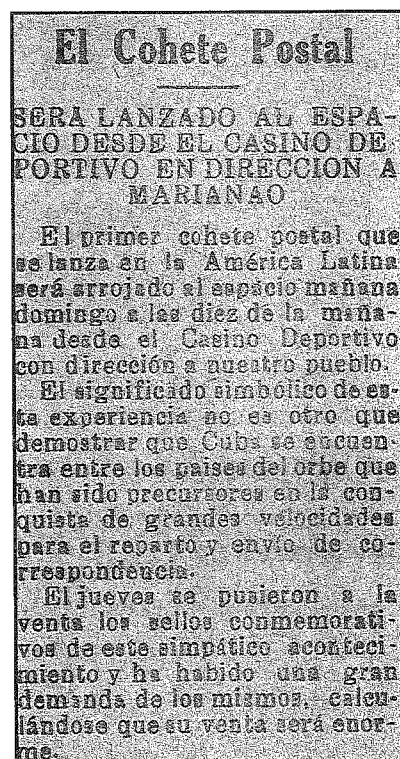 El Cohete Postal
SERA LANZADO AL ESPA-
CIO DESDE EL CASINO DE
PORTIVO EN DIRECCION A
MARIANAO
El primer cohete postal que
se lanza en la América Latina
será arrojado al espacio mañana
domingo a las diez de la maña-
na desde el Casino Deportivo
con dirección a nuestro pueblo.
El significado simbolico de es-
ta experiencia no es otro que
demostrar que Cuba se encuen-
tra entre los paises del orbe que
han sido precursores en la con-
quista de grandes velocidades
para el reparto y envío de co-
rrespondencia.
El jueves se pusieron a la
venta los sellos conmemorati-
vos de este simpático aconteci-
miento y ha habido una gran
demanda de los mismos, calcu-
lándose que su venta será enor-
me.